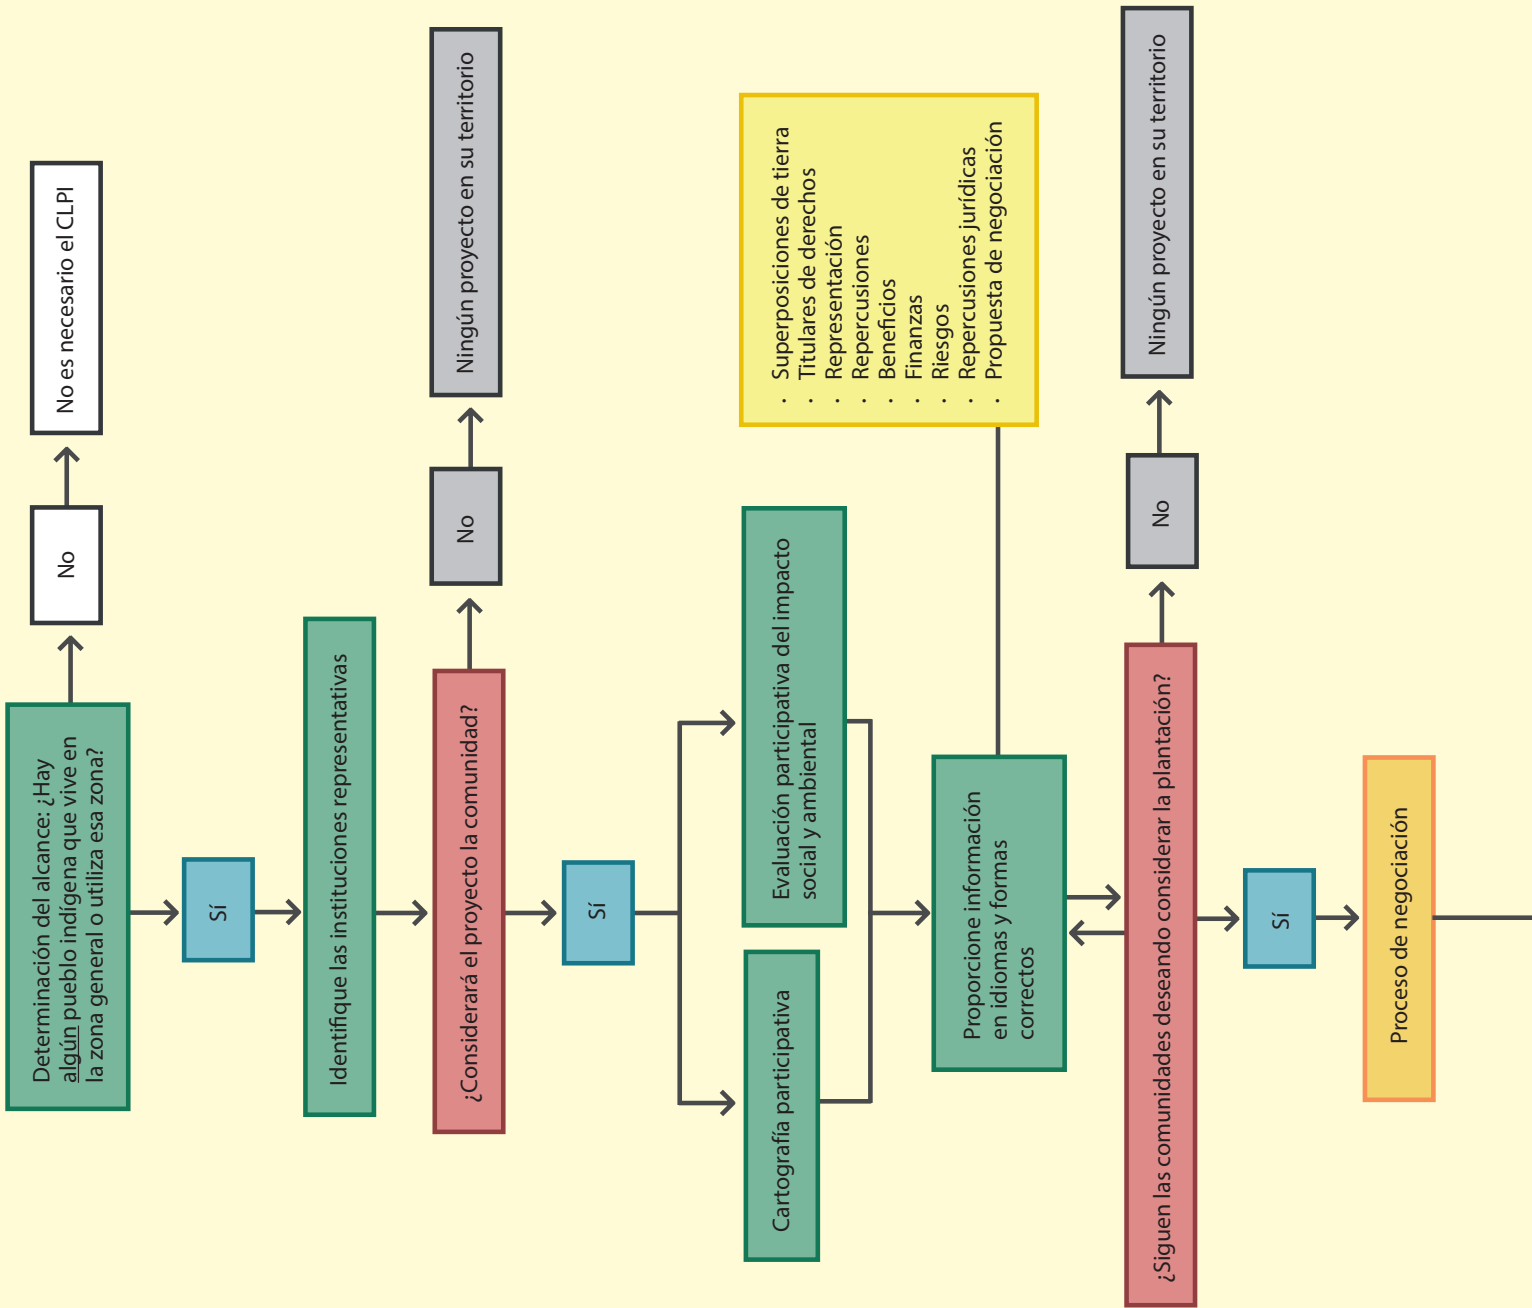 Determinación del alcance: ¿Hay
algún pueblo indígena que vive en
la zona general o utiliza esa zona?
No
No es necesario el CLPI
Sí
Identifique las instituciones representativas
¿Considerará el proyecto la comunidad?
No
Ningún proyecto en su territorio
Sí
Cartografía participativa
Evaluación participativa del impacto
social y ambiental
Proporcione información
en idiomas y formas
correctos
· Superposiciones de tierra
· Titulares de derechos
· Representación
· Repercusiones
· Beneficios
· Finanzas
· Riesgos
· Repercusiones jurídicas
· Propuesta de negociación
¿Siguen las comunidades deseando considerar la plantación?
No
Ningún proyecto en su territorio
Sí
Proceso de negociación